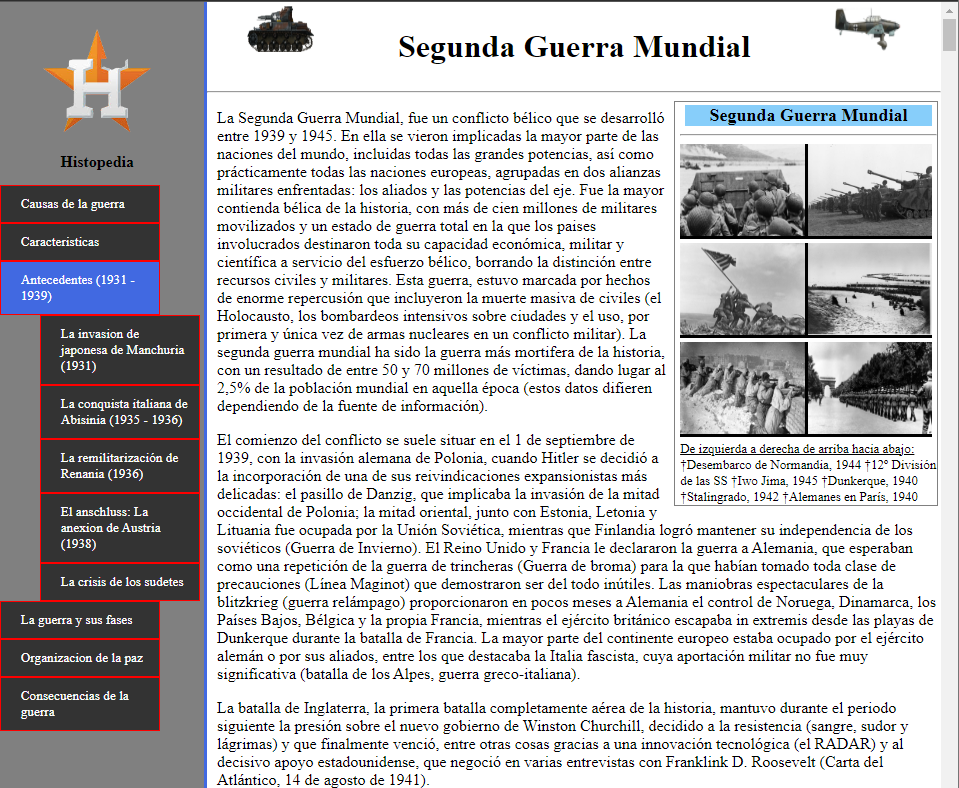 H
Histopedia
Causas de la guerra
Caracteristicas
Antecedentes (1931 -
1939)
La invasion de
japonesa de Manchuria
(1931)
La conquista italiana de
Abisinia (1935 - 1936)
La remilitarización de
Renania (1936)
El anschluss: La
anexion de Austria
(1938)
La crisis de los sudetes
La guerra y sus fases
Organizacion de la paz
Consecuencias de la
guerra
Segunda Guerra Mundial
La Segunda Guerra Mundial, fue un conflicto bélico que se desarrolló
entre 1939 y 1945. En ella se vieron implicadas la mayor parte de las
naciones del mundo, incluidas todas las grandes potencias, así como
prácticamente todas las naciones europeas, agrupadas en dos alianzas
militares enfrentadas: los aliados y las potencias del eje. Fue la mayor
contienda bélica de la historia, con más de cien millones de militares
movilizados y un estado de guerra total en la que los paises
involucrados destinaron toda su capacidad económica, militar y
científica a servicio del esfuerzo bélico, borrando la distinción entre
recursos civiles y militares. Esta guerra, estuvo marcada por hechos
de enorme repercusión que incluyeron la muerte masiva de civiles (el
Holocausto, los bombardeos intensivos sobre ciudades y el uso, por
primera y única vez de armas nucleares en un conflicto militar). La
segunda guerra mundial ha sido la guerra más mortifera de la historia,
con un resultado de entre 50 y 70 millones de víctimas, dando lugar al
2,5% de la población mundial en aquella época (estos datos difieren
dependiendo de la fuente de información).
Segunda Guerra Mundial
De izquierda a derecha de arriba hacia abajo:
†Desembarco de Normandia, 1944 †12º División
de las SS †Iwo Jima, 1945 †Dunkerque, 1940
†Stalingrado, 1942 †Alemanes en París, 1940
El comienzo del conflicto se suele situar en el 1 de septiembre de
1939, con la invasión alemana de Polonia, cuando Hitler se decidió a
la incorporación de una de sus reivindicaciones expansionistas más
delicadas: el pasillo de Danzig, que implicaba la invasión de la mitad
occidental de Polonia; la mitad oriental, junto con Estonia, Letonia y
Lituania fue ocupada por la Unión Soviética, mientras que Finlandia logró mantener su independencia de los
soviéticos (Guerra de Invierno). El Reino Unido y Francia le declararon la guerra a Alemania, que esperaban
como una repetición de la guerra de trincheras (Guerra de broma) para la que habían tomado toda clase de
precauciones (Línea Maginot) que demostraron ser del todo inútiles. Las maniobras espectaculares de la
blitzkrieg (guerra relámpago) proporcionaron en pocos meses a Alemania el control de Noruega, Dinamarca, los
Países Bajos, Bélgica y la propia Francia, mientras el ejército británico escapaba in extremis desde las playas de
Dunkerque durante la batalla de Francia. La mayor parte del continente europeo estaba ocupado por el ejército
alemán o por sus aliados, entre los que destacaba la Italia fascista, cuya aportación militar no fue muy
significativa (batalla de los Alpes, guerra greco-italiana).
La batalla de Inglaterra, la primera batalla completamente aérea de la historia, mantuvo durante el periodo
siguiente la presión sobre el nuevo gobierno de Winston Churchill, decidido a la resistencia (sangre, sudor y
lágrimas) y que finalmente venció, entre otras cosas gracias a una innovación tecnológica (el RADAR) y al
decisivo apoyo estadounidense, que negoció en varias entrevistas con Franklink D. Roosevelt (Carta del
Atlántico, 14 de agosto de 1941).